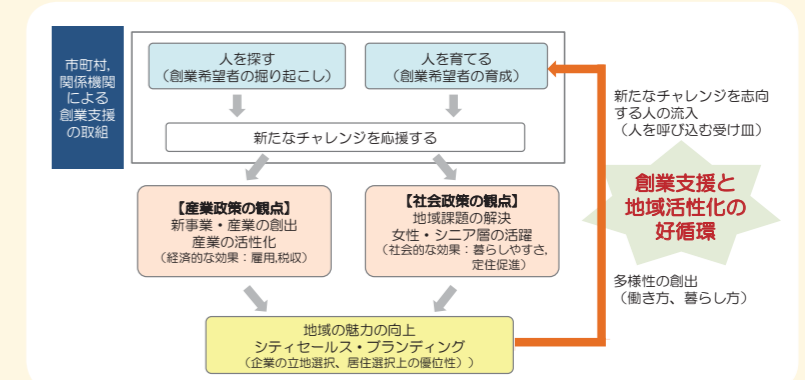 市町村,
関係機関
による
創業支援
の取組
人を探す
（創業希望者の掘り起こし）
人を育てる
（創業希望者の育成）
新たなチャレンジを応援する
【産業政策の観点】
新事業・産業の創出
産業の活性化
（経済的な効果：雇用,税収）
【社会政策の観点】
地域課題の解決
女性・シニア層の活躍
（社会的な効果：暮らしやすさ,
定住促進）
地域の魅力の向上
シティセールス・ブランディング
（企業の立地選択、居住選択上の優位性））
新たなチャレンジを志向
する人の流入
（人を呼び込む受け皿）
創業支援と
地域活性化の
好循環
多様性の創出
（働き方、暮らし方）